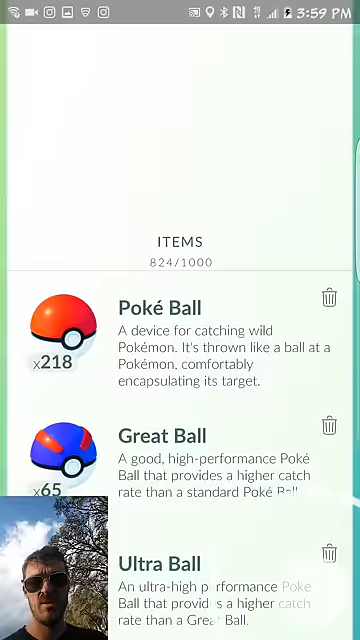 3:59 PM
ITEMS
824/1000
Poké Ball
A device for catching wild
Pokémon. It's thrown like a ball at a
Pokémon, comfortably
encapsulating its target.
x218
Great Ball
A good, high-performance Poké
Ball that provides a higher catch
rate than a standard Poké Ball.
x65
Ultra Ball
An ultra-high performance Poke
Ball that provides a higher catch
rate than a Great Ball.